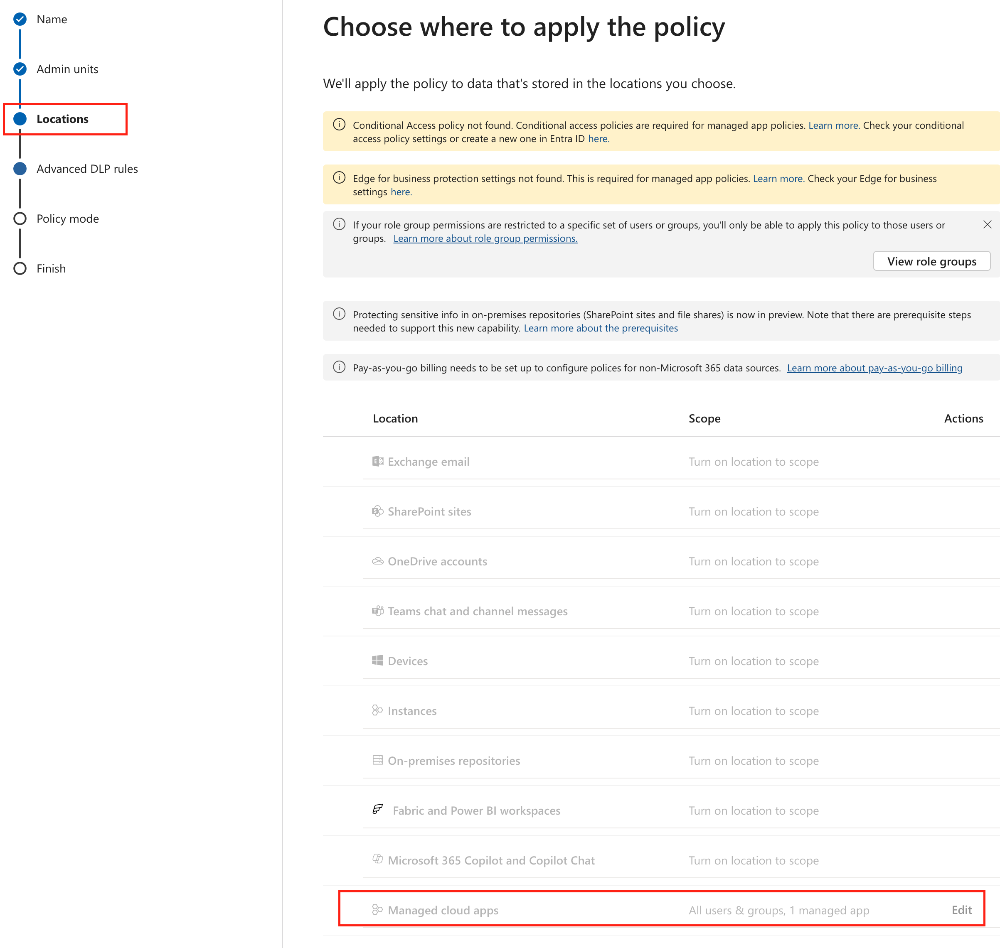 Name
Admin units
Locations
Advanced DLP rules
Policy mode
Finish
Choose where to apply the policy
We'll apply the policy to data that's stored in the locations you choose.
Conditional Access policy not found. Conditional access policies are required for managed app policies. Learn more. Check your conditional
access policy settings or create a new one in Entra ID here.
Edge for business protection settings not found. This is required for managed app policies. Learn more. Check your Edge for business
settings here.
If your role group permissions are restricted to a specific set of users or groups, you'll only be able to apply this policy to those users or
groups. Learn more about role group permissions.
View role groups
Protecting sensitive info in on-premises repositories (SharePoint sites and file shares) is now in preview. Note that there are prerequisite steps
needed to support this new capability. Learn more about the prerequisites
Pay-as-you-go billing needs to be set up to configure polices for non-Microsoft 365 data sources. Learn more about pay-as-you-go billing
Location Scope Actions
Exchange email Turn on location to scope
SharePoint sites Turn on location to scope
OneDrive accounts Turn on location to scope
Teams chat and channel messages Turn on location to scope
Devices Turn on location to scope
Instances Turn on location to scope
On-premises repositories Turn on location to scope
Fabric and Power BI workspaces Turn on location to scope
Microsoft 365 Copilot and Copilot Chat Turn on location to scope
Managed cloud apps All users & groups, 1 managed app Edit